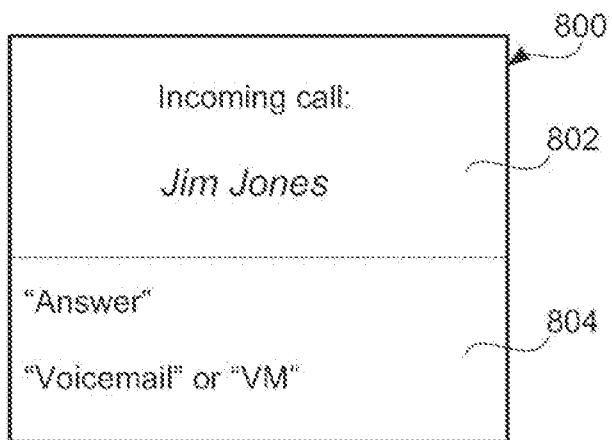 800
Incoming call:
802
Jim Jones
"Answer"
804
"Voicemail" or "VM"